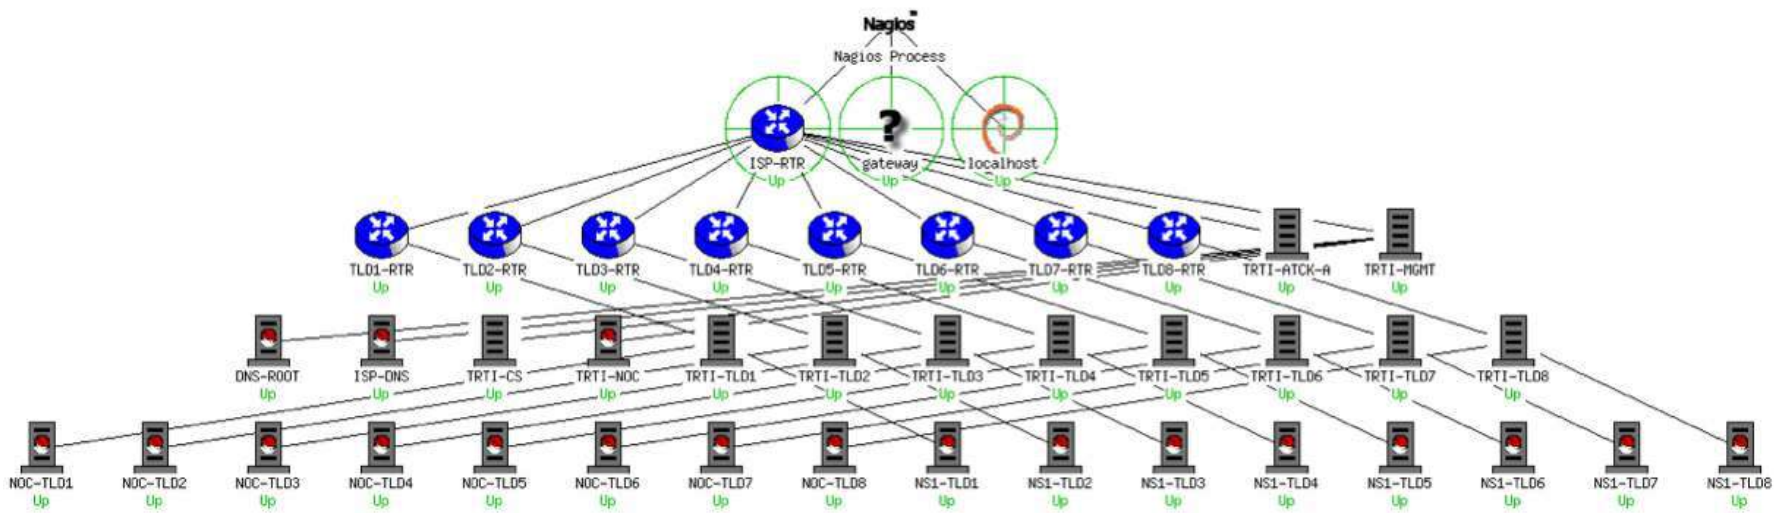 Nagios™
Nagios Process
?
ISP-RTR gateway localhost
Up Up Up
TLD1-RTR TLD2-RTR TLD3-RTR TLD4-RTR TLD5-RTR TLD6-RTR TLD7-RTR TLD8-RTR TRTI-ATCK-A TRTI-MGMT
Up Up Up Up Up Up Up Up Up Up
DNS-ROOT ISP-DNS TRTI-CS TRTI-NOC TRTI-TLD1 TRTI-TLD2 TRTI-TLD3 TRTI-TLD4 TRTI-TLD5 TRTI-TLD6 TRTI-TLD7 TRTI-TLD8
Up Up Up Up Up Up Up Up Up Up Up Up
NOC-TLD1 NOC-TLD2 NOC-TLD3 NOC-TLD4 NOC-TLD5 NOC-TLD6 NOC-TLD7 NOC-TLD8 NS1-TLD1 NS1-TLD2 NS1-TLD3 NS1-TLD4 NS1-TLD5 NS1-TLD6 NS1-TLD7 NS1-TLD8
Up Up Up Up Up Up Up Up Up Up Up Up Up Up Up Up